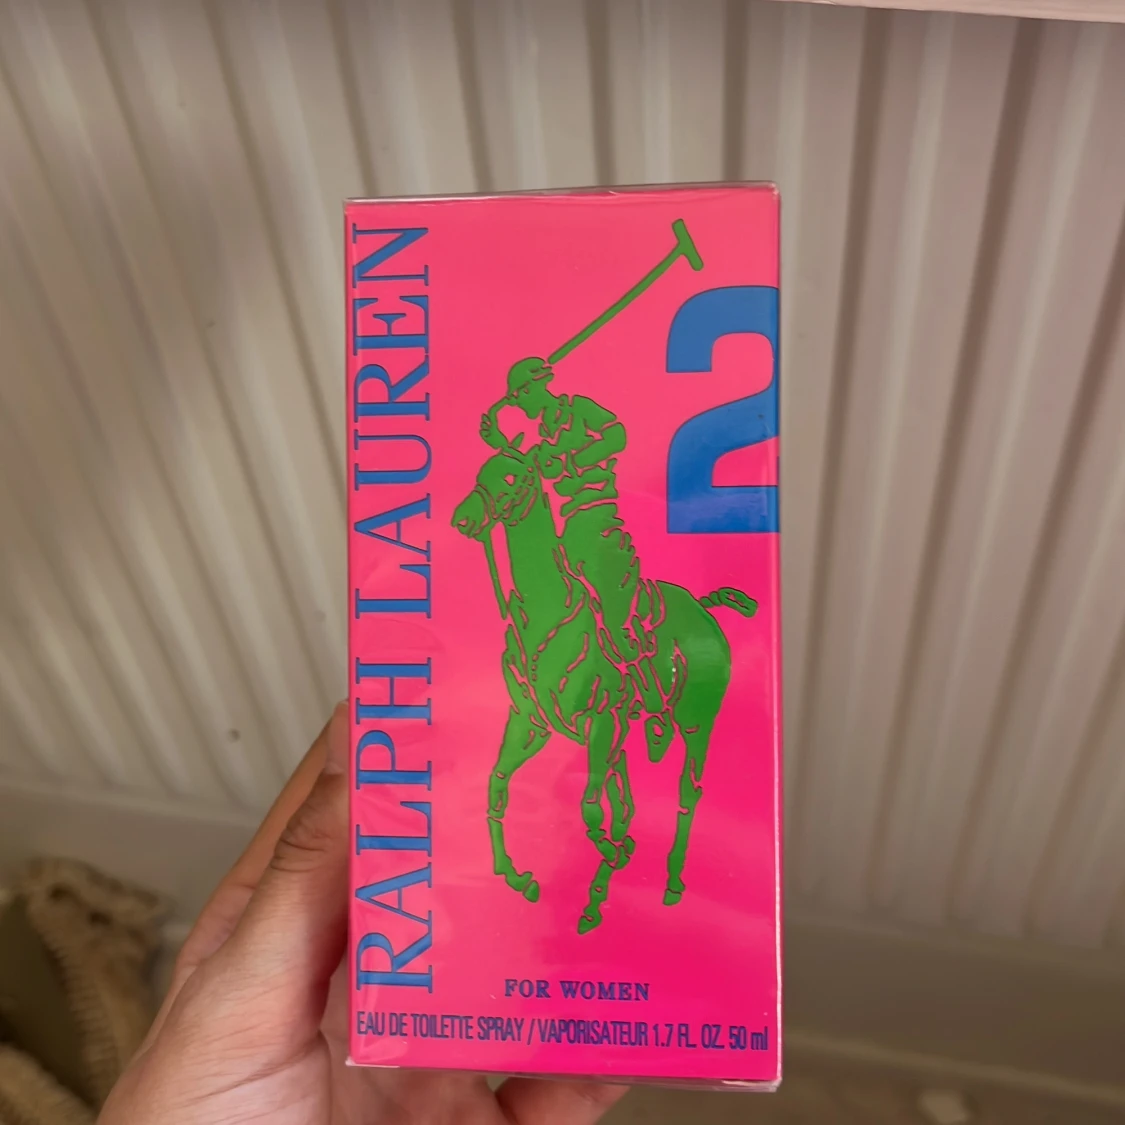 RALPH LAUREN
2
FOR WOMEN
EAU DE TOILETTE SPRAY / VAPORISATEUR 1.7 FL. OZ. 50 ml